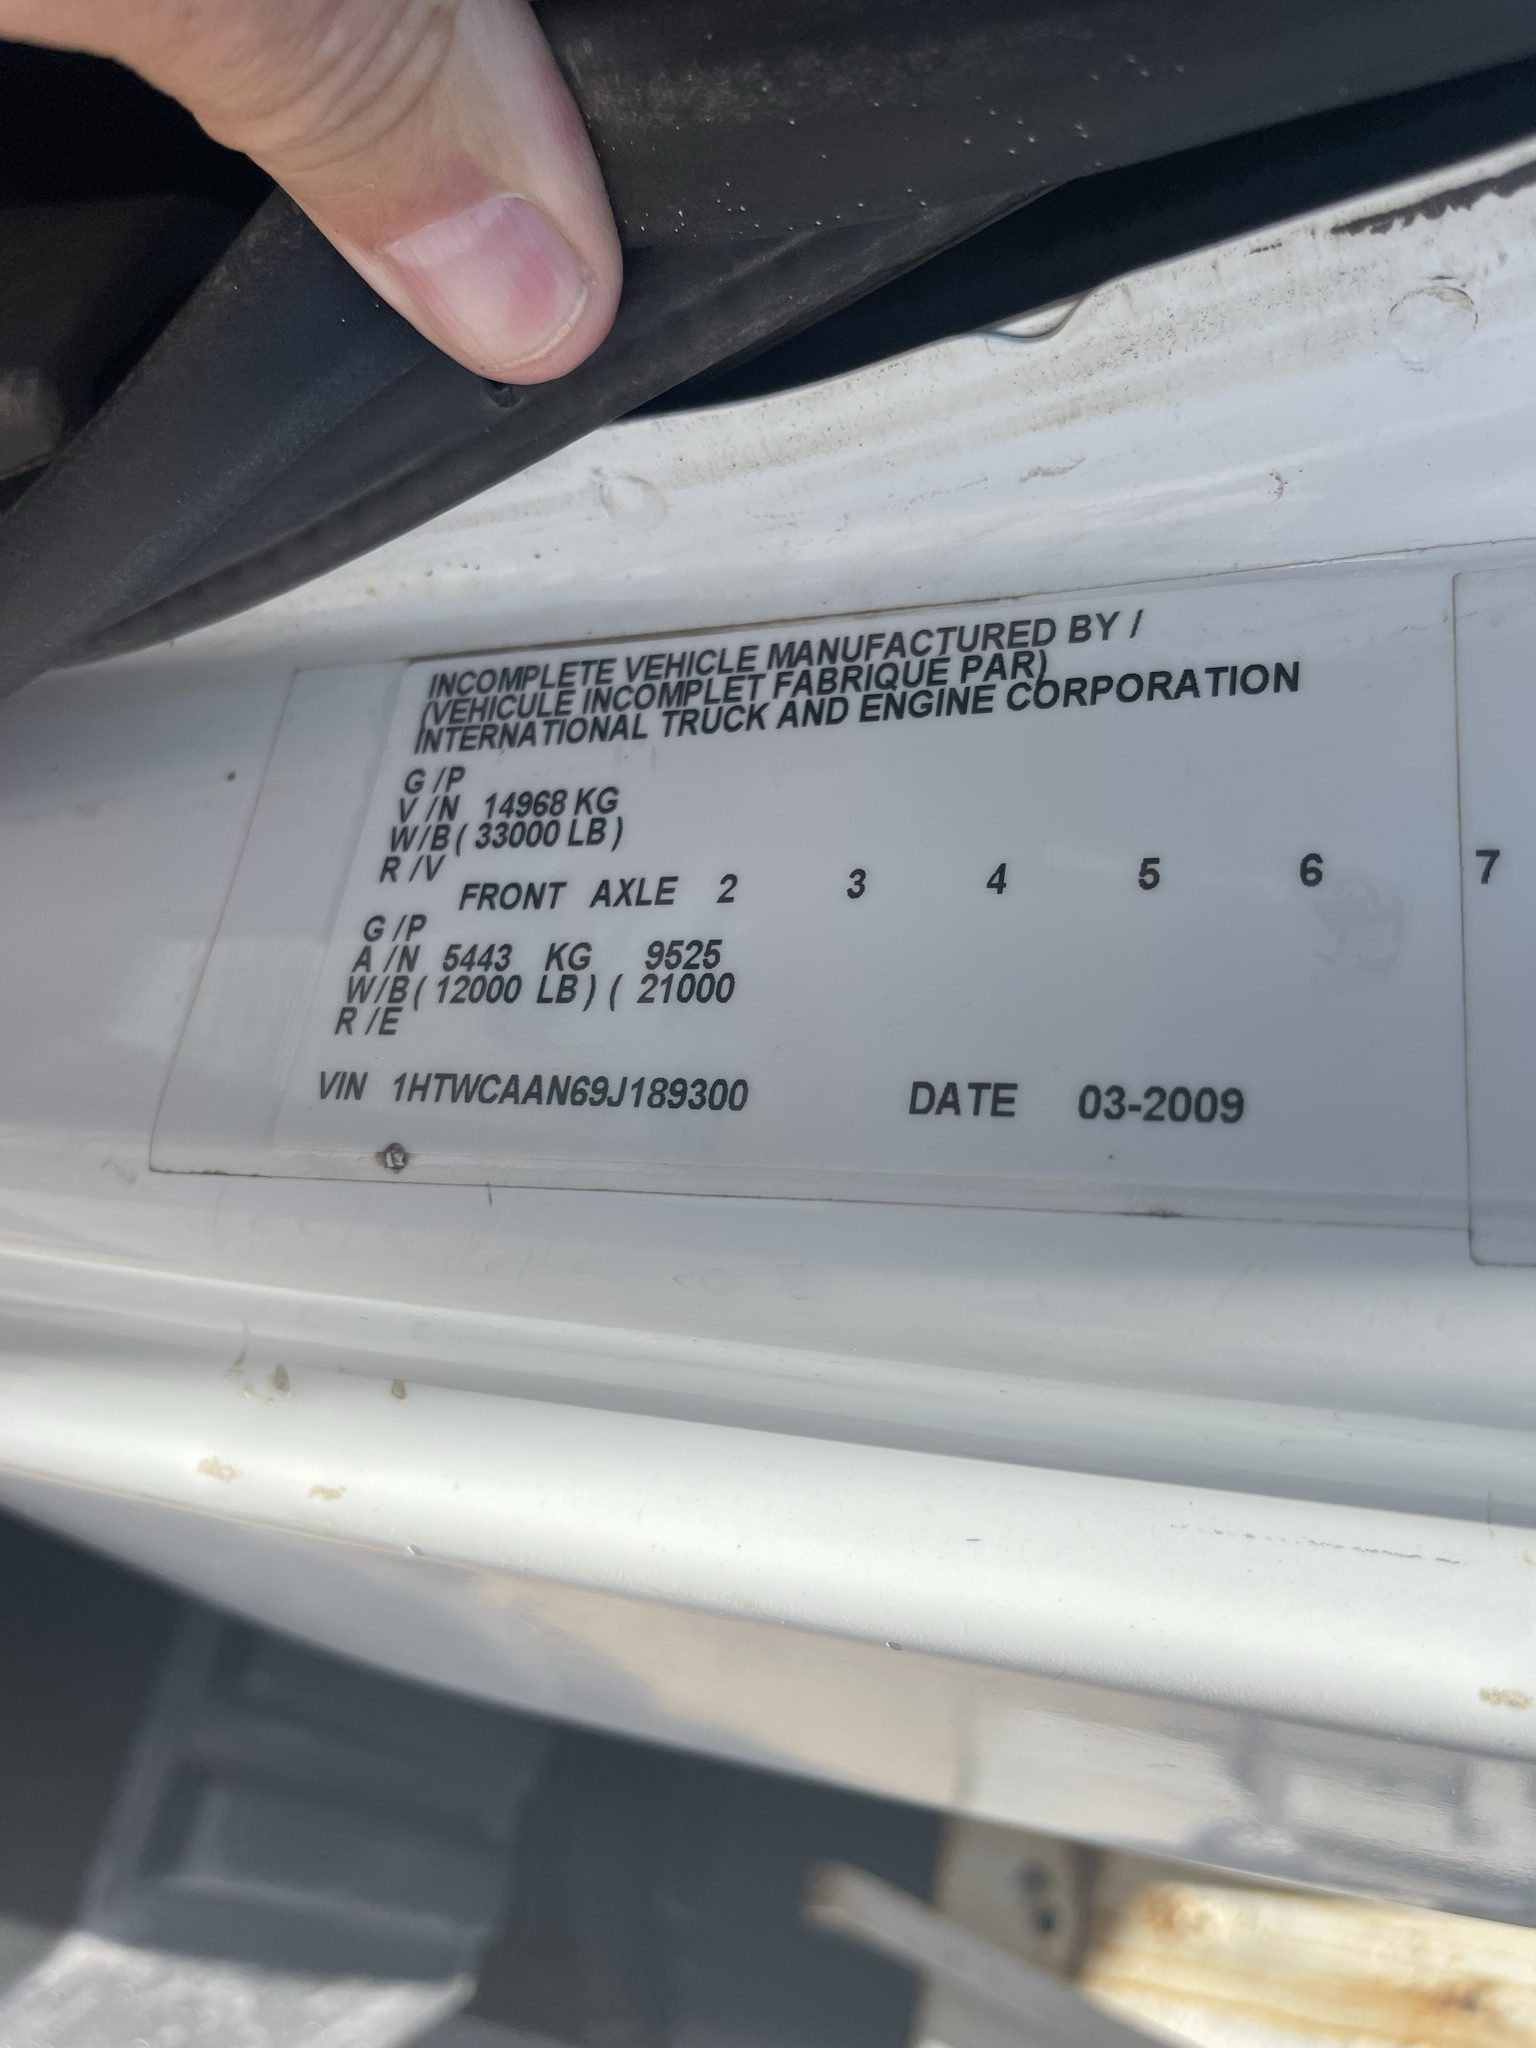 INCOMPLETE VEHICLE MANUFACTURED BY /
(VEHICULE INCOMPLET FABRIQUE PAR)
INTERNATIONAL TRUCK AND ENGINE CORPORATION
G /P
V /N 14968 KG
W/B ( 33000 LB )
R /V
FRONT AXLE 2 3 4 5 6 7
G /P
A /N 5443 KG 9525
W/B ( 12000 LB ) ( 21000
R /E
VIN 1HTWCAAN69J189300 DATE 03-2009